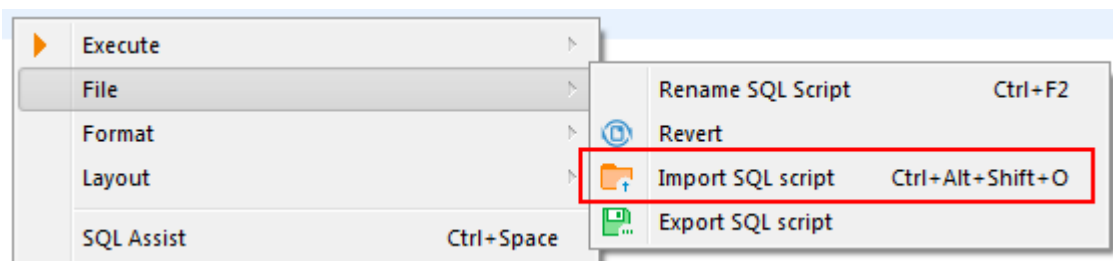 Execute
File
Format
Layout
SQL Assist Ctrl+Space
Rename SQL Script Ctrl+F2
Revert
Import SQL script Ctrl+Alt+Shift+O
Export SQL script